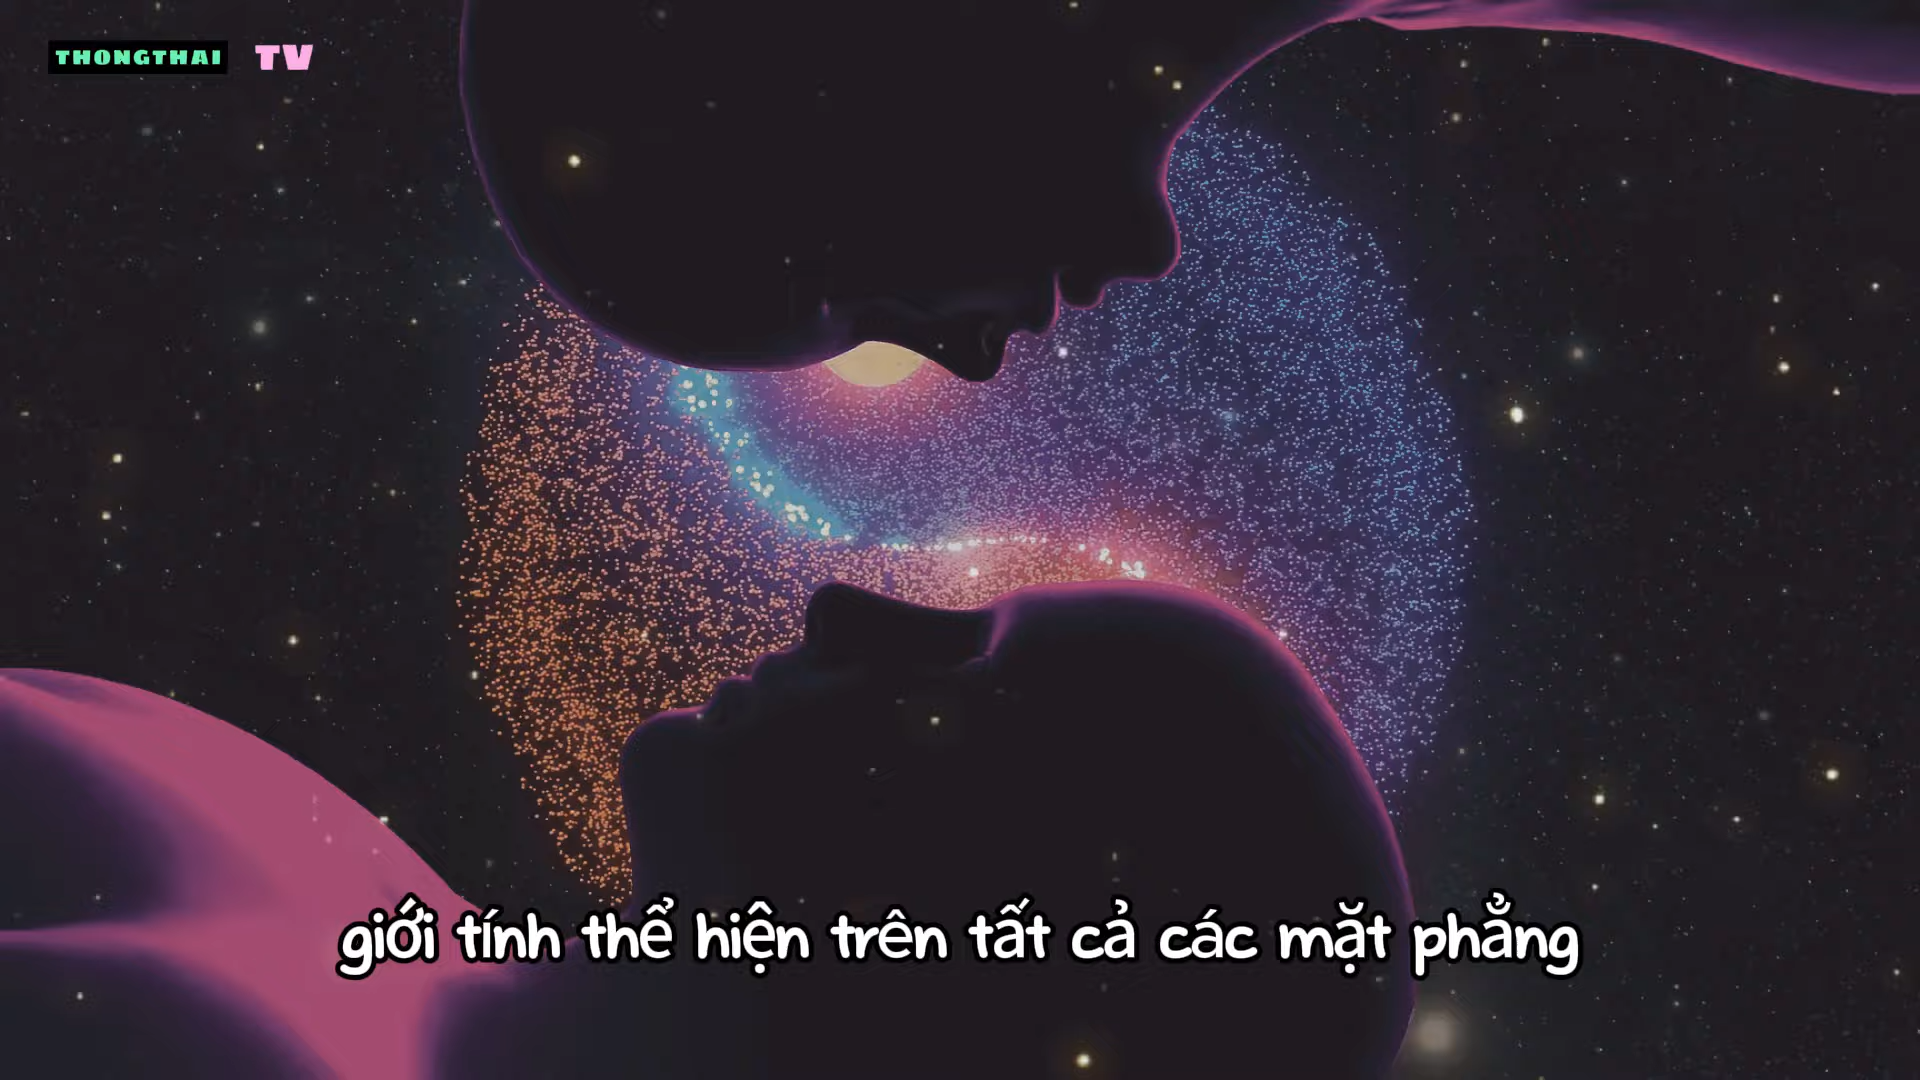 THONGTHAI TV
giới tính thể hiện trên tất cả các mặt phẳng